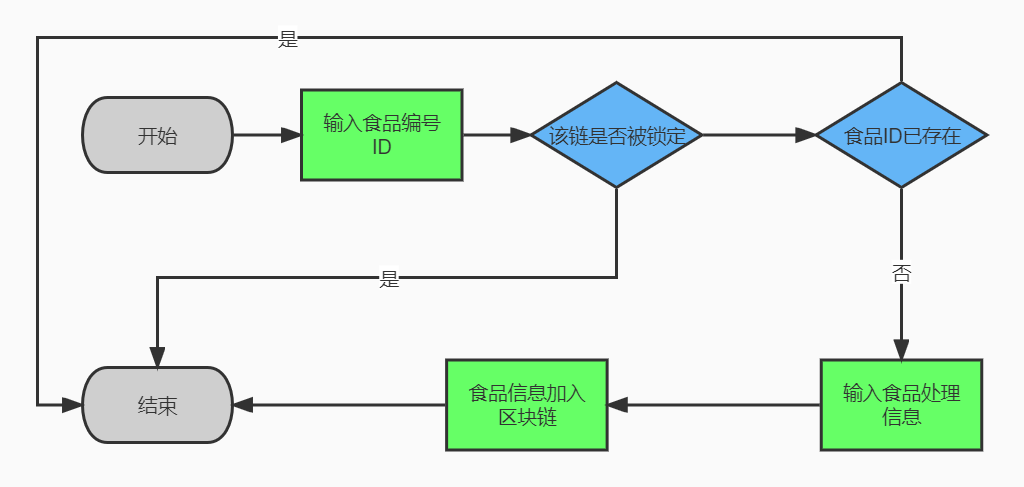 是
开始
输入食品编号
ID
该链是否被锁定
食品ID已存在
是
否
结束
食品信息加入
区块链
输入食品处理
信息